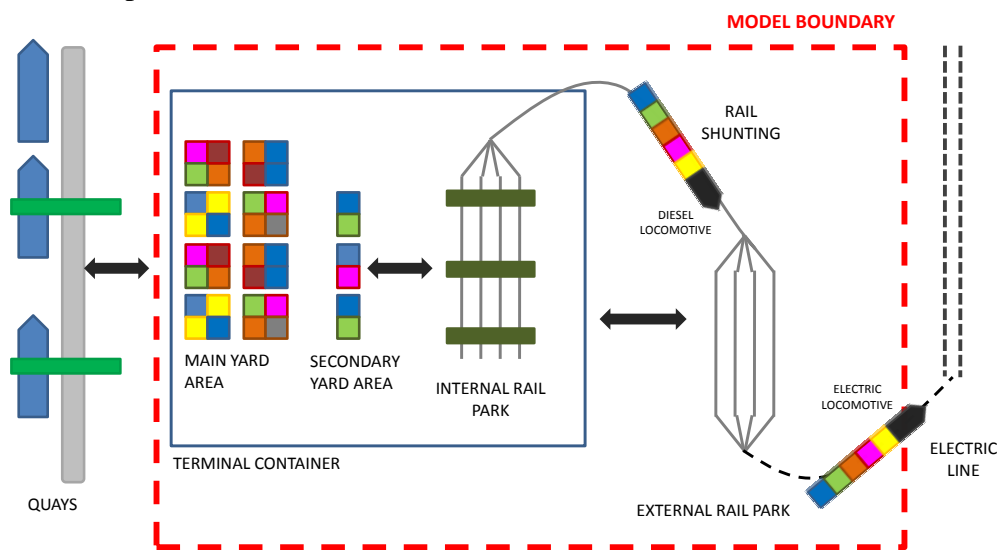 MODEL BOUNDARY
RAIL
SHUNTING
DIESEL
LOCOMOTIVE
MAIN YARD
AREA
SECONDARY
YARD AREA
INTERNAL RAIL
PARK
ELECTRIC
LOCOMOTIVE
TERMINAL CONTAINER
ELECTRIC
LINE
QUAYS
EXTERNAL RAIL PARK